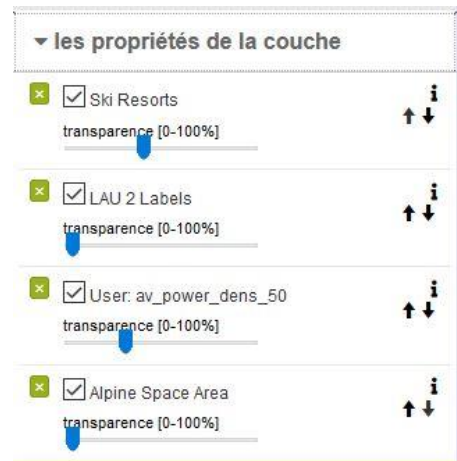 les propriétés de la couche
Ski Resorts
transparence [0-100%]
LAU 2 Labels
transparence [0-100%]
User: av_power_dens_50
transparence [0-100%]
Alpine Space Area
transparence [0-100%]